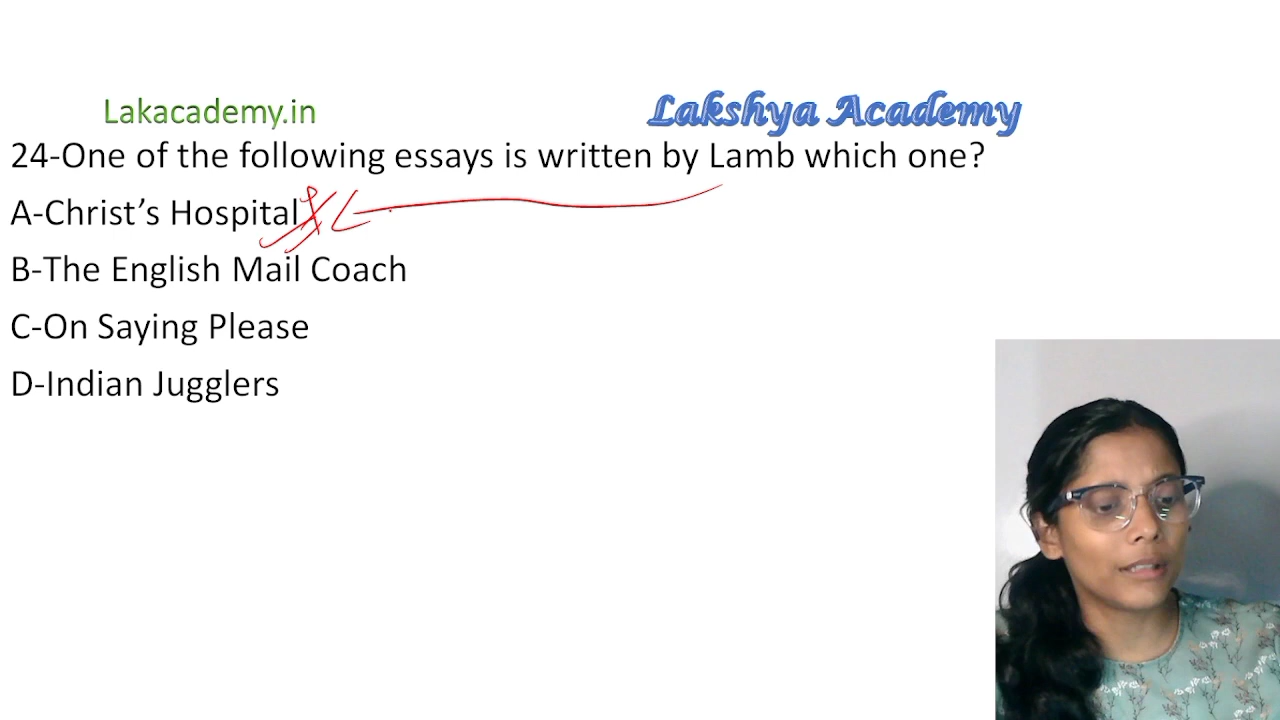 Lakacademy.in
Lakshya Academy
24-One of the following essays is written by Lamb which one?
A-Christ’s Hospital
B-The English Mail Coach
C-On Saying Please
D-Indian Jugglers